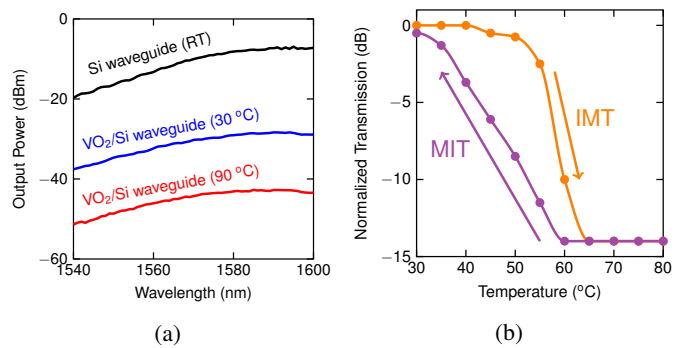 0
−20
−40
−60
1540
1560
1580
1600
Output Power (dBm)
Wavelength (nm)
Si waveguide (RT)
VO₂/Si waveguide (30 °C)
VO₂/Si waveguide (90 °C)
(a)
0
−5
−10
−15
30
40
50
60
70
80
Normalized Transmission (dB)
Temperature (°C)
IMT
MIT
(b)